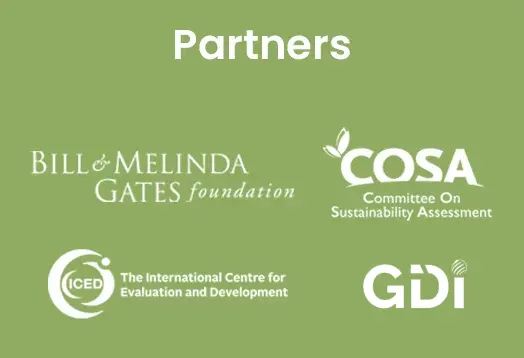 Partners
BILL & MELINDA
GATES foundation
COSA
Committee On
Sustainability Assessment
ICED
The International Centre for
Evaluation and Development
GDi